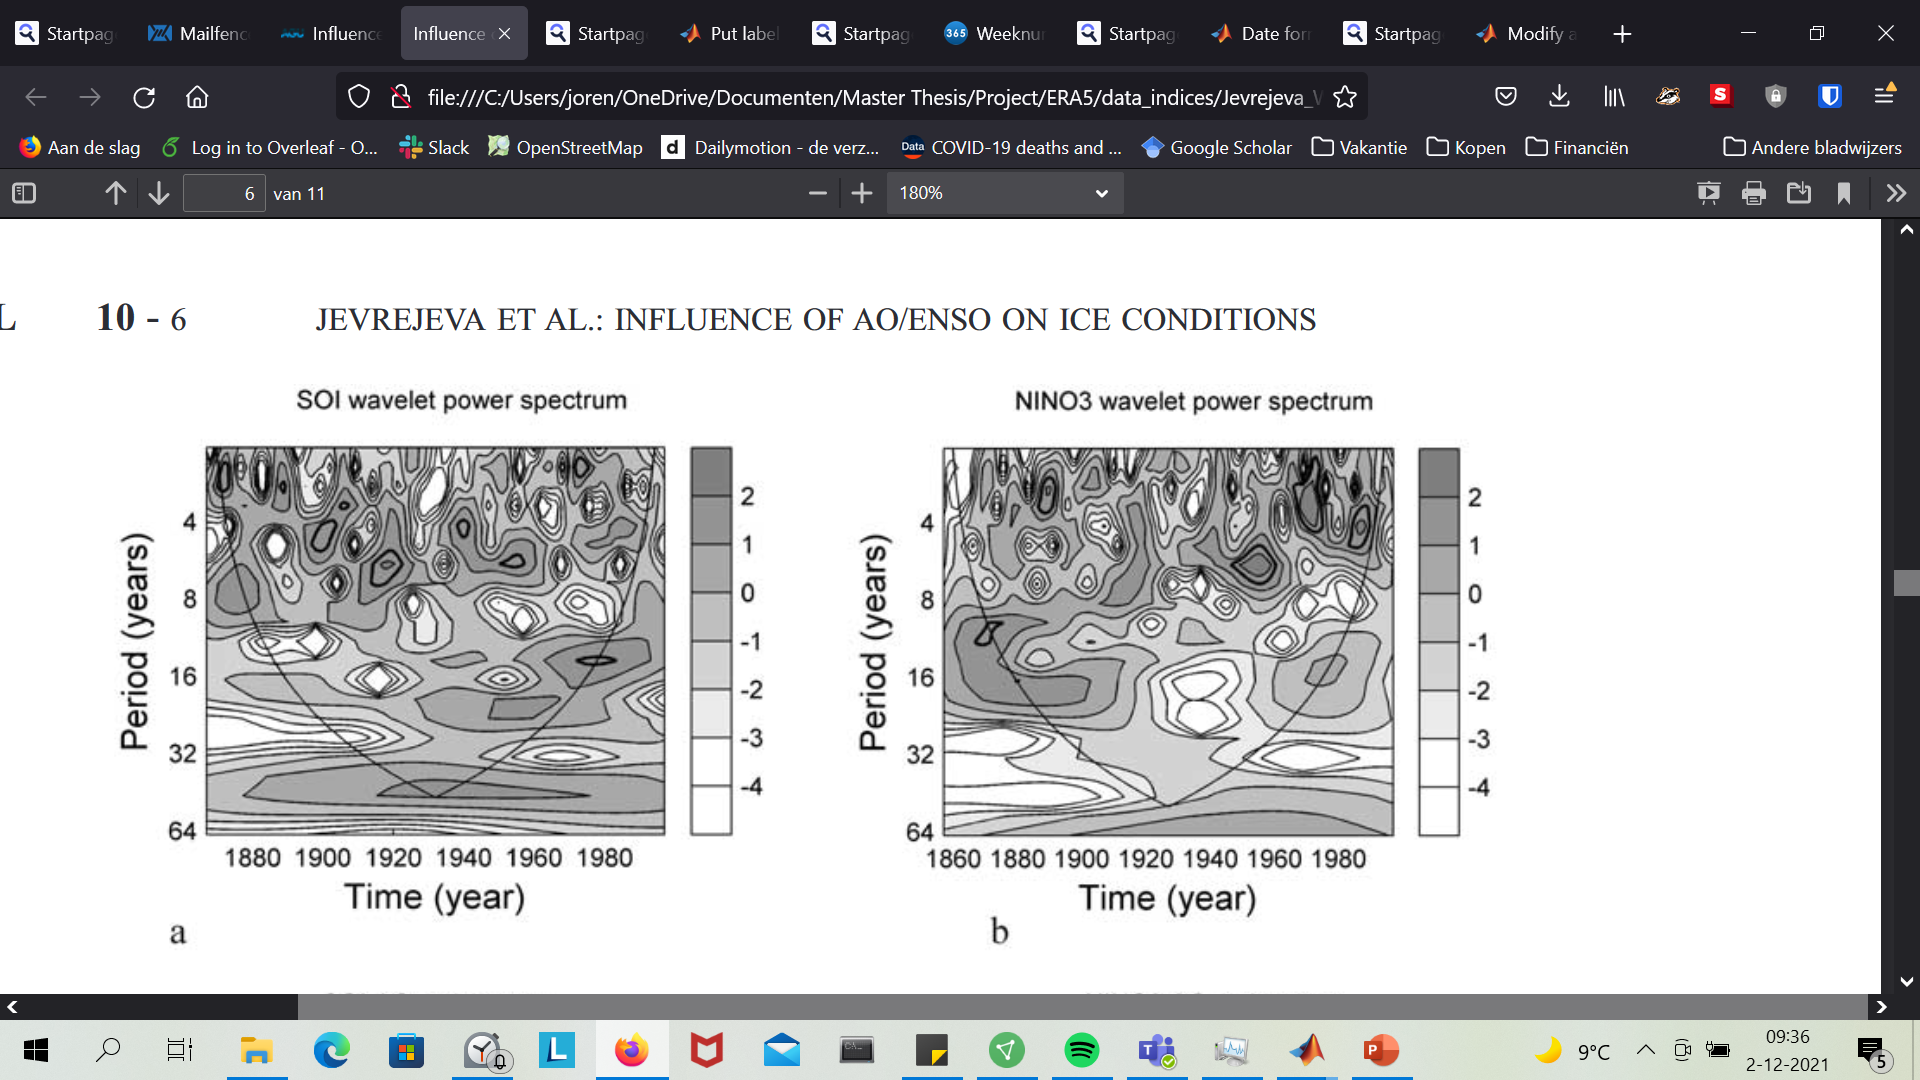 Startpag
Mailfenc
Influence
Influence
Startpag
Put label
Startpag
365 Weeknur
Startpag
Date for
Startpag
Modify a
file:///C:/Users/joren/OneDrive/Documenten/Master Thesis/Project/ERA5/data_indices/Jevrejeva_
S
Aan de slag
Log in to Overleaf - O...
Slack
OpenStreetMap
d Dailymotion - de verz...
Data COVID-19 deaths and ...
Google Scholar
Vakantie
Kopen
Financiën
Andere bladwijzers
6 van 11
180%
L 10 - 6 JEVREJEVA ET AL.: INFLUENCE OF AO/ENSO ON ICE CONDITIONS
SOI wavelet power spectrum
Period (years)
4
8
16
32
64
1880 1900 1920 1940 1960 1980
Time (year)
2
1
0
-1
-2
-3
-4
a
NINO3 wavelet power spectrum
Period (years)
4
8
16
32
64
1860 1880 1900 1920 1940 1960 1980
Time (year)
2
1
0
-1
-2
-3
-4
b
L
P
9°C
09:36
2-12-2021
5